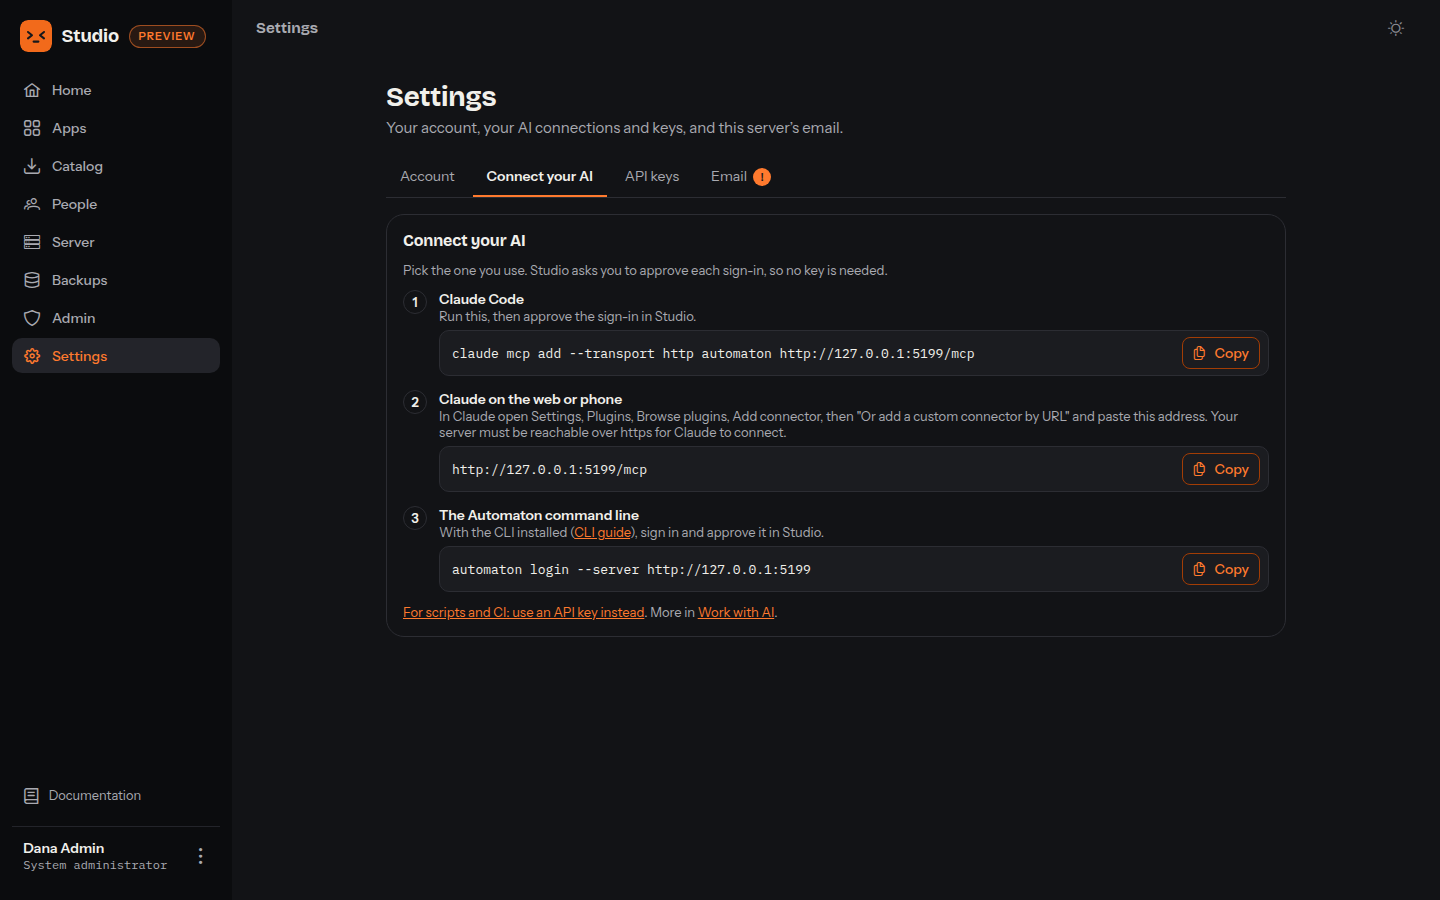 Studio PREVIEW
Home
Apps
Catalog
People
Server
Backups
Admin
Settings
Documentation
Dana Admin
System administrator
Settings
Settings
Your account, your AI connections and keys, and this server's email.
Account Connect your AI API keys Email !
Connect your AI
Pick the one you use. Studio asks you to approve each sign-in, so no key is needed.
1 Claude Code
Run this, then approve the sign-in in Studio.
claude mcp add --transport http automaton http://127.0.0.1:5199/mcp Copy
2 Claude on the web or phone
In Claude open Settings, Plugins, Browse plugins, Add connector, then "Or add a custom connector by URL" and paste this address. Your
server must be reachable over https for Claude to connect.
http://127.0.0.1:5199/mcp Copy
3 The Automaton command line
With the CLI installed (CLI guide), sign in and approve it in Studio.
automaton login --server http://127.0.0.1:5199 Copy
For scripts and CI: use an API key instead. More in Work with AI.